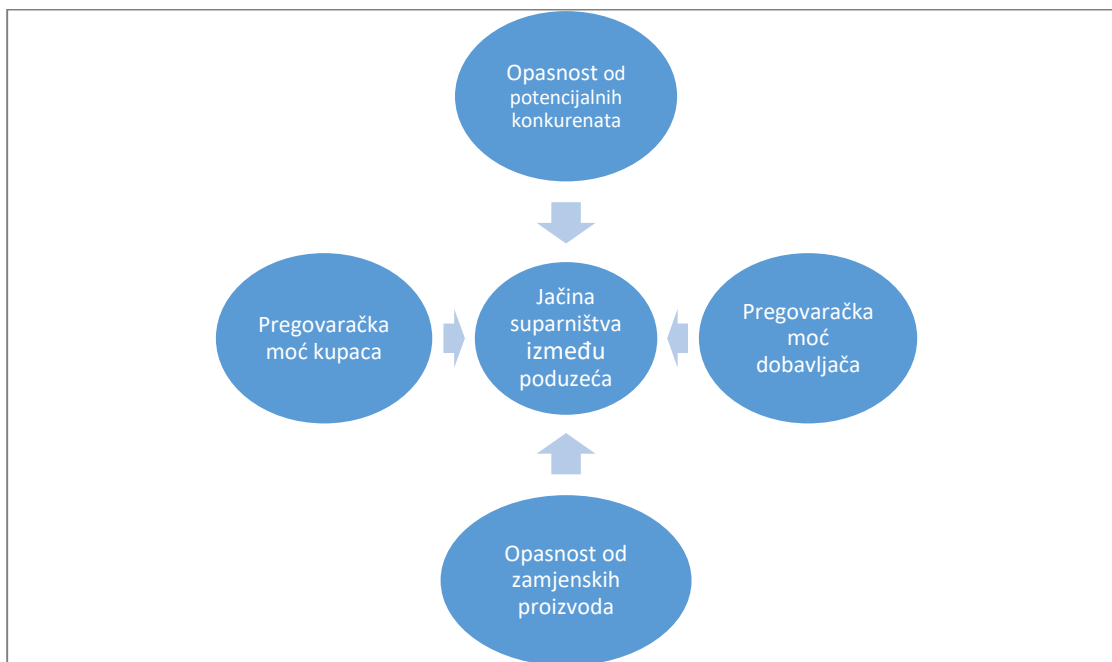 Opasnost od
potencijalnih
konkurenata
Pregovaračka
moć kupaca
Jačina
suparništva
između
poduzeća
Pregovaračka
moć
dobavljača
Opasnost od
zamjenskih
proizvoda